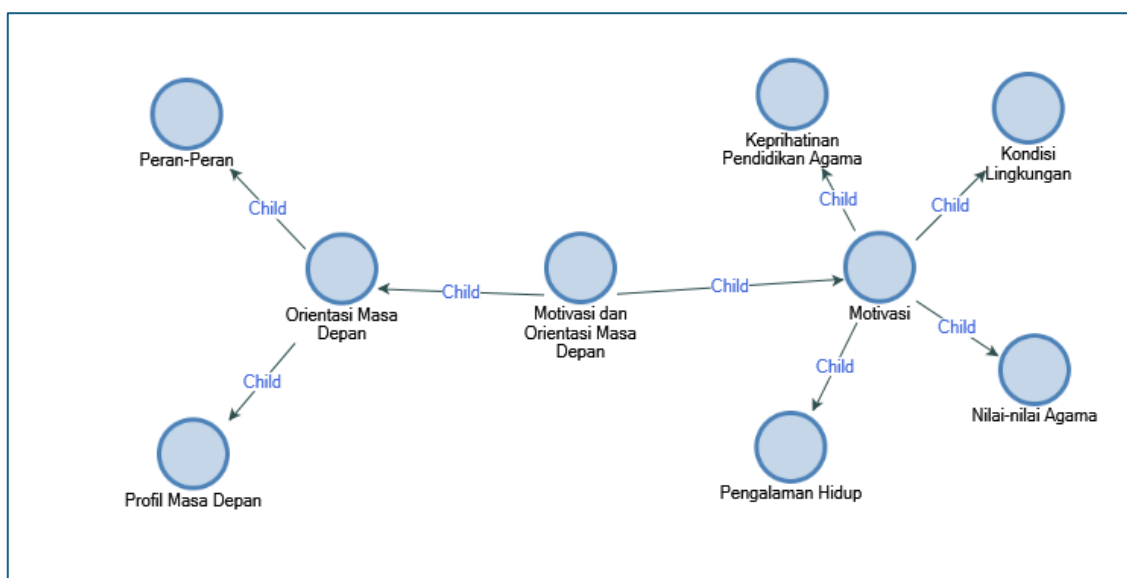 Peran-Peran
Keprihatinan
Pendidikan Agama
Kondisi
Lingkungan
Child
Child
Child
Orientasi Masa
Depan
Child
Motivasi dan
Orientasi Masa
Depan
Child
Motivasi
Child
Child
Child
Profil Masa Depan
Pengalaman Hidup
Nilai-nilai Agama